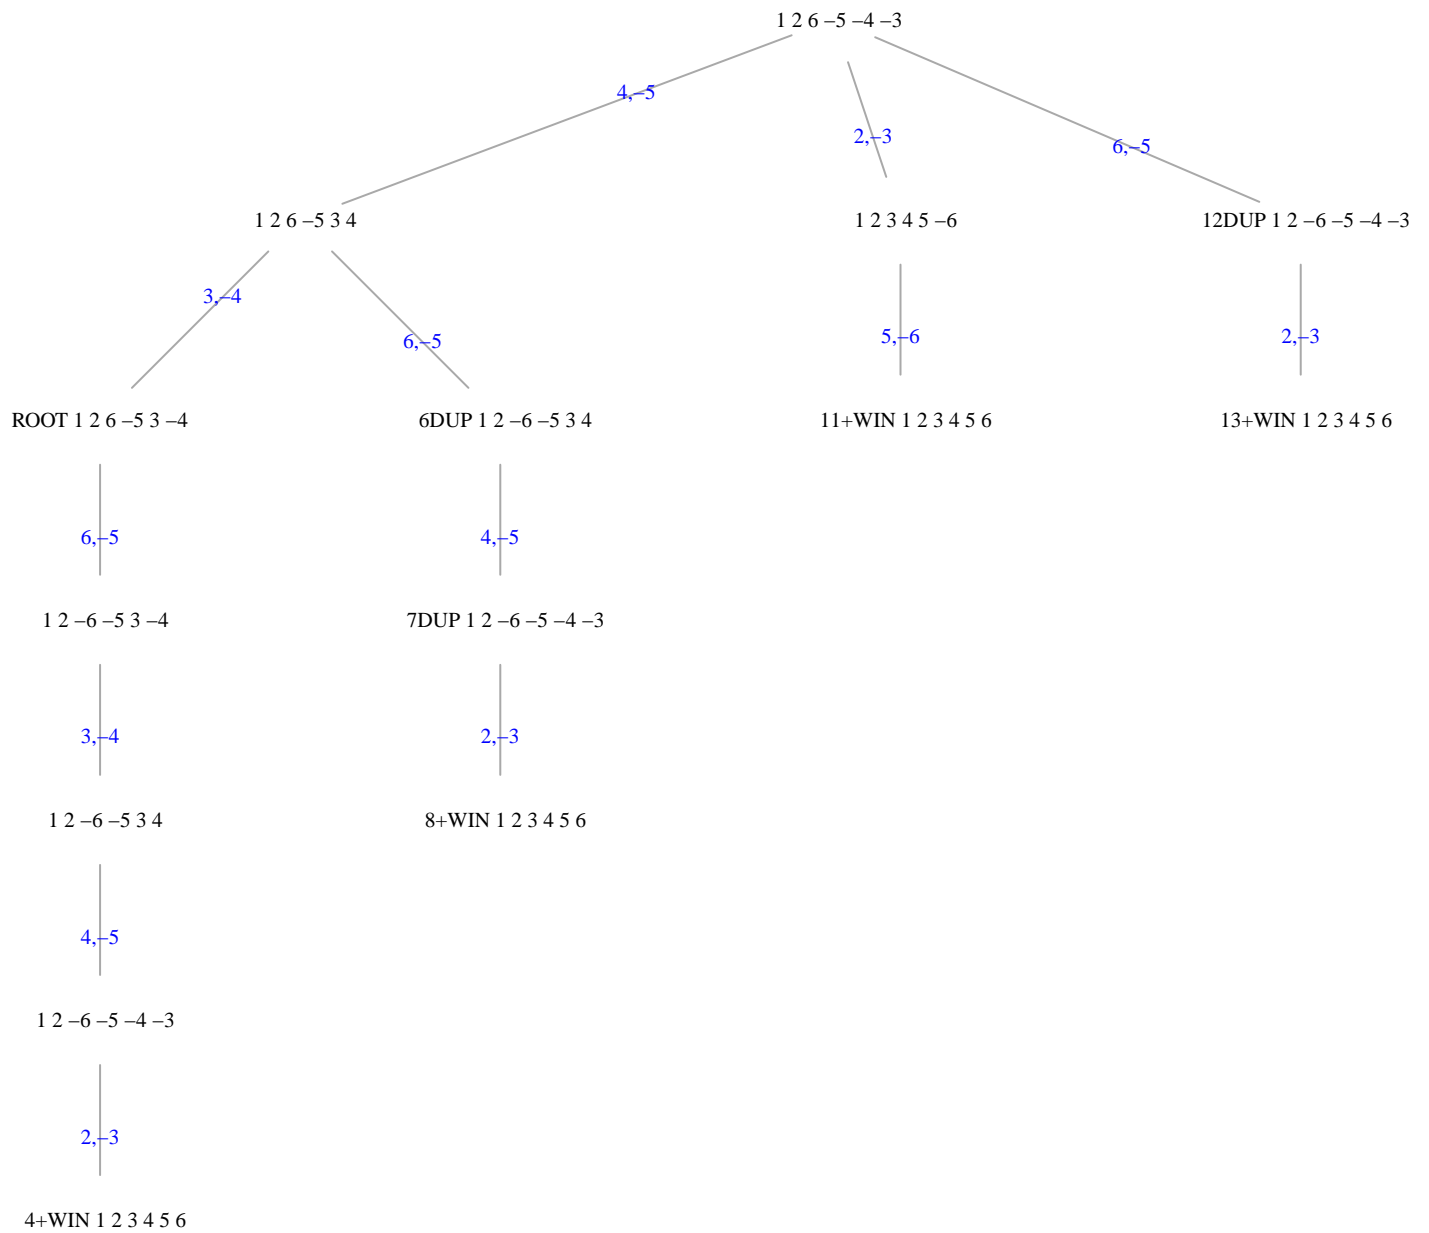 1 2 6 –5 –4 –3
4,–5
2,–3
6,–5
1 2 6 –5 3 4
1 2 3 4 5 –6
12DUP 1 2 –6 –5 –4 –3
3,–4
6,–5
5,–6
2,–3
ROOT 1 2 6 –5 3 –4
6DUP 1 2 –6 –5 3 4
11+WIN 1 2 3 4 5 6
13+WIN 1 2 3 4 5 6
6,–5
4,–5
1 2 –6 –5 3 –4
7DUP 1 2 –6 –5 –4 –3
3,–4
2,–3
1 2 –6 –5 3 4
8+WIN 1 2 3 4 5 6
4,–5
1 2 –6 –5 –4 –3
2,–3
4+WIN 1 2 3 4 5 6